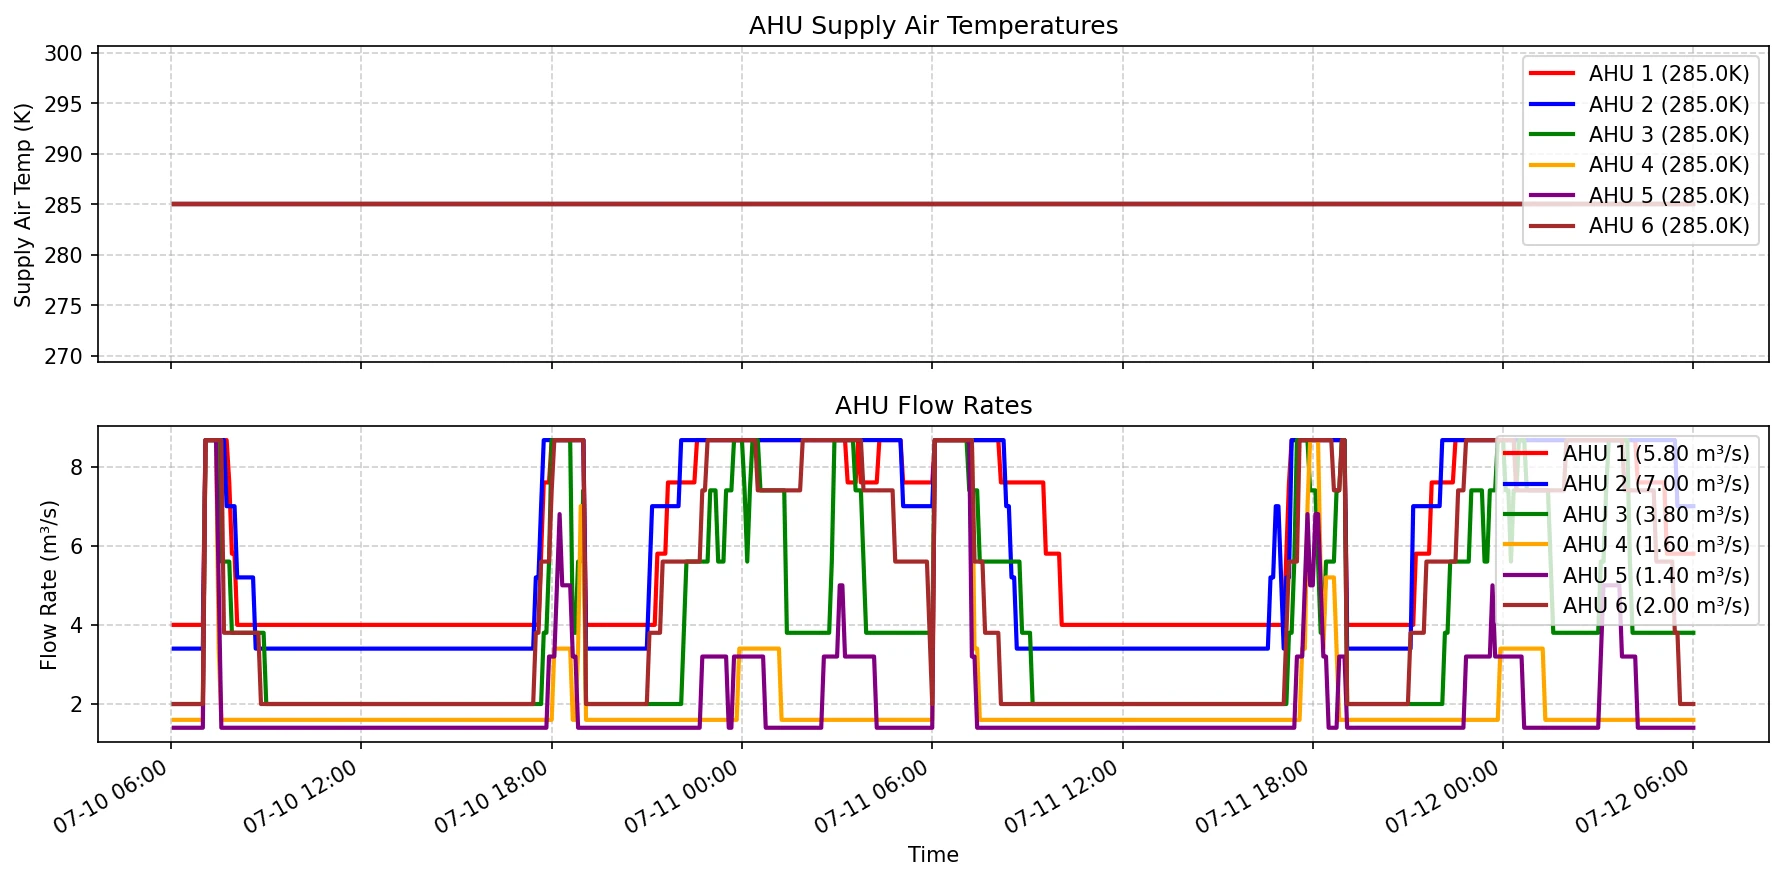 AHU Supply Air Temperatures
Supply Air Temp (K)
300
295
290
285
280
275
270
AHU 1 (285.0K)
AHU 2 (285.0K)
AHU 3 (285.0K)
AHU 4 (285.0K)
AHU 5 (285.0K)
AHU 6 (285.0K)
AHU Flow Rates
Flow Rate (m³/s)
8
6
4
2
AHU 1 (5.80 m³/s)
AHU 2 (7.00 m³/s)
AHU 3 (3.80 m³/s)
AHU 4 (1.60 m³/s)
AHU 5 (1.40 m³/s)
AHU 6 (2.00 m³/s)
07-10 06:00
07-10 12:00
07-10 18:00
07-11 00:00
07-11 06:00
07-11 12:00
07-11 18:00
07-12 00:00
07-12 06:00
Time